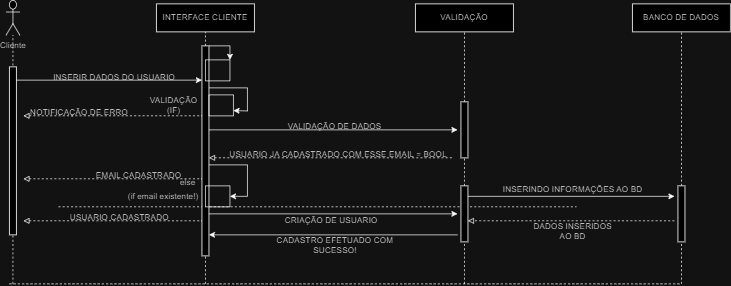 INTERFACE CLIENTE
VALIDAÇÃO
BANCO DE DADOS
Cliente
INSERIR DADOS DO USUARIO
VALIDAÇÃO
(IF)
NOTIFICAÇÃO DE ERRO
VALIDAÇÃO DE DADOS
USUARIO JA CADASTRADO COM ESSE EMAIL = BOOL
EMAIL CADASTRADO
else
(if email existente!)
INSERINDO INFORMAÇÕES AO BD
USUARIO CADASTRADO
CRIAÇÃO DE USUARIO
DADOS INSERIDOS
AO BD
CADASTRO EFETUADO COM
SUCESSO!